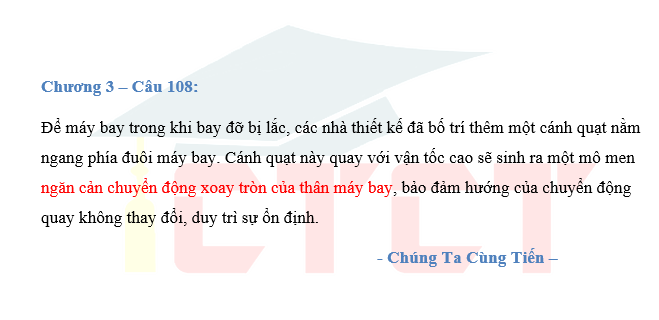 Chương 3 – Câu 108:
Để máy bay trong khi bay đỡ bị lắc, các nhà thiết kế đã bố trí thêm một cánh quạt nằm
ngang phía đuôi máy bay. Cánh quạt này quay với vận tốc cao sẽ sinh ra một mô men
ngăn cản chuyển động xoay tròn của thân máy bay, bảo đảm hướng của chuyển động
quay không thay đổi, duy trì sự ổn định.
- Chúng Ta Cùng Tiến –
CTCT